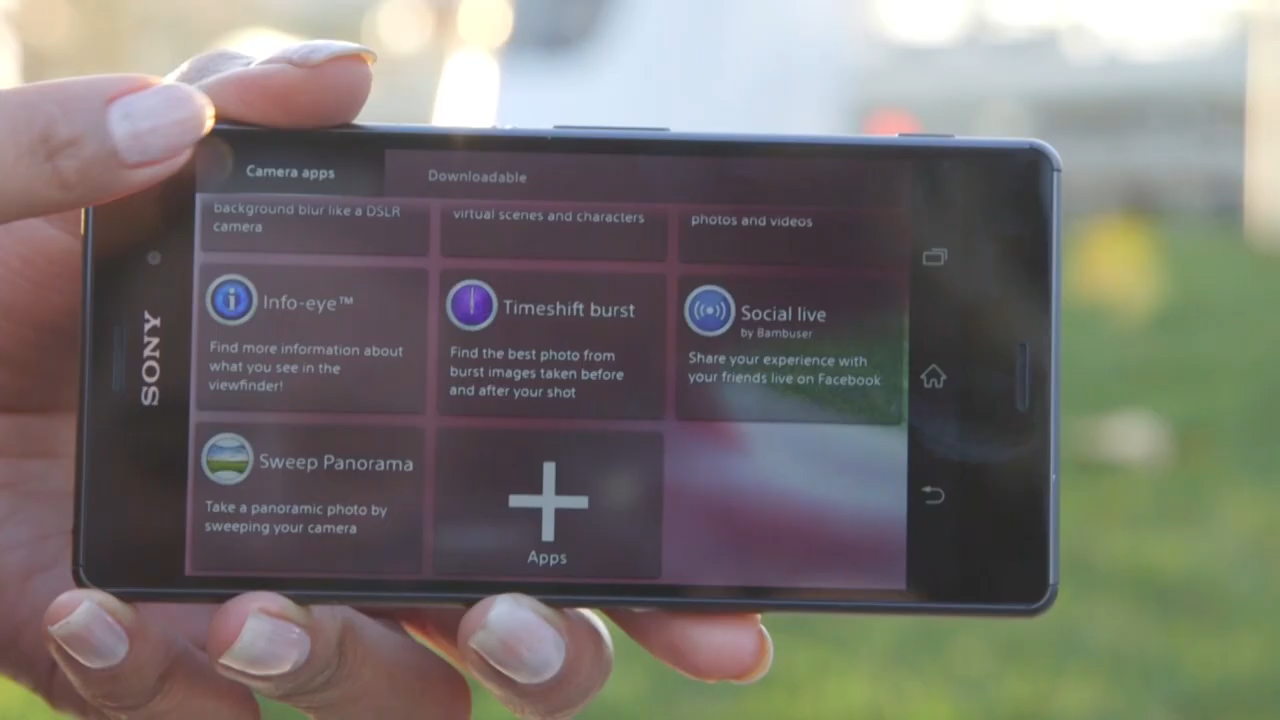 Camera apps
Downloadable
background blur like a DSLR
camera
virtual scenes and characters
photos and videos
Info-eye™
Find more information about
what you see in the
viewfinder!
Timeshift burst
Find the best photo from
burst images taken before
and after your shot
Social live
by Bambuser
Share your experience with
your friends live on Facebook
Sweep Panorama
Take a panoramic photo by
sweeping your camera
Apps
SONY